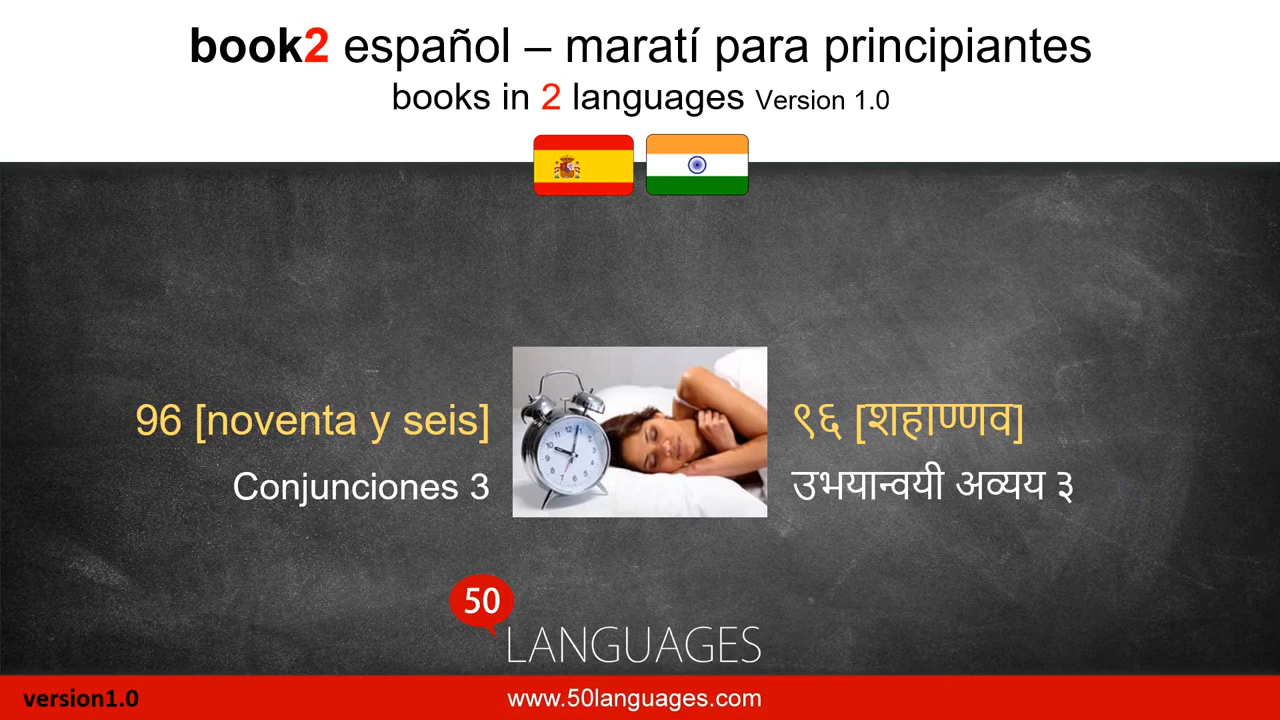 book2 español – maratí para principiantes
books in 2 languages Version 1.0
96 [noventa y seis]
Conjunciones 3
९६ [शहाण्णव]
उभयान्वयी अव्यय ३
50
LANGUAGES
version1.0
www.50languages.com